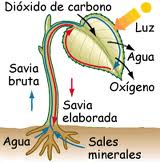 Dióxido de carbono
Luz
Agua
Oxígeno
Savia
bruta
Savia
elaborada
Agua
Sales
minerales